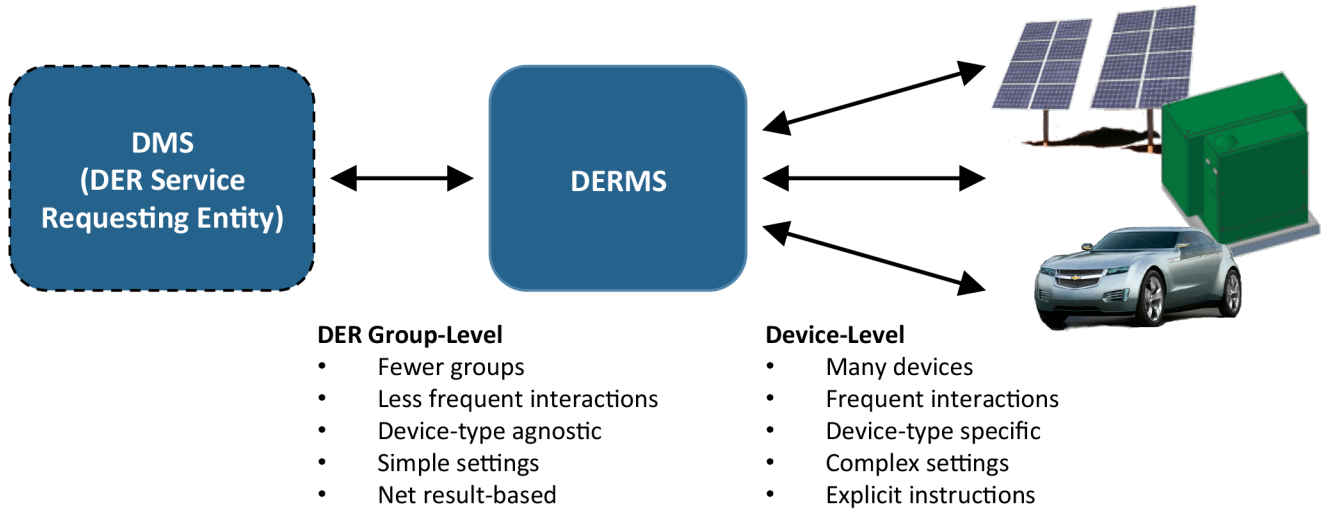 DMS
(DER Service
Requesting Entity)
DERMS
DER Group-Level
• Fewer groups
• Less frequent interactions
• Device-type agnostic
• Simple settings
• Net result-based
Device-Level
• Many devices
• Frequent interactions
• Device-type specific
• Complex settings
• Explicit instructions